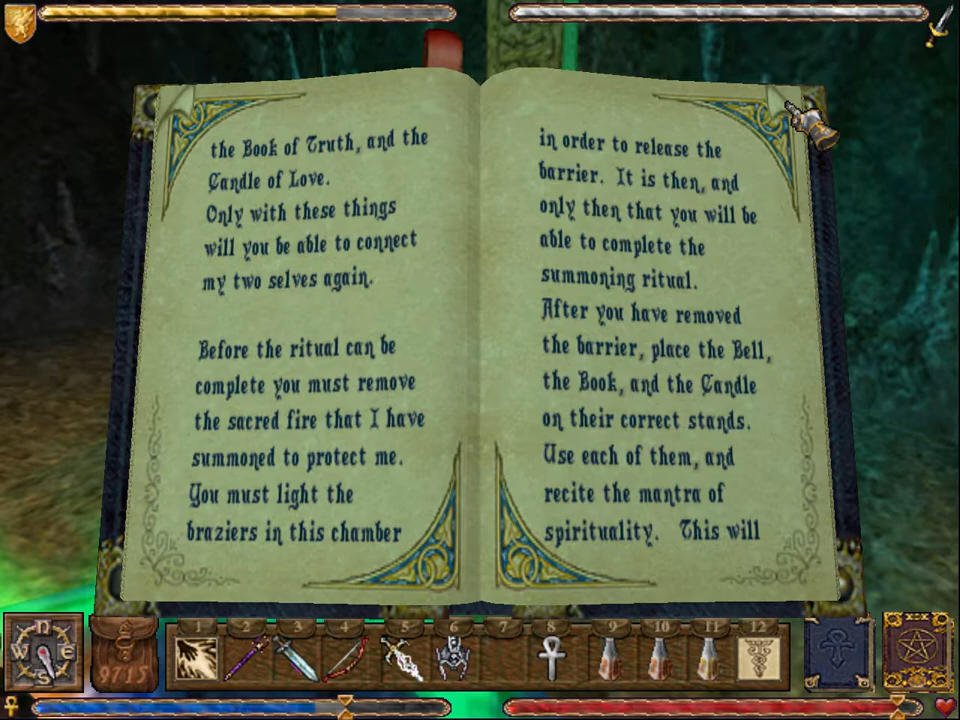 the Book of Truth, and the
Candle of Love.
Only with these things
will you be able to connect
my two selves again.
Before the ritual can be
complete you must remove
the sacred fire that I have
summoned to protect me.
You must light the
braziers in this chamber
in order to release the
barrier. It is then, and
only then that you will be
able to complete the
summoning ritual.
After you have removed
the barrier, place the Bell,
the Book, and the Candle
on their correct stands.
Use each of them, and
recite the mantra of
spirituality. This will
N
W E
S
9715
1 2 3 4 5 6 7 8 9 10 11 12